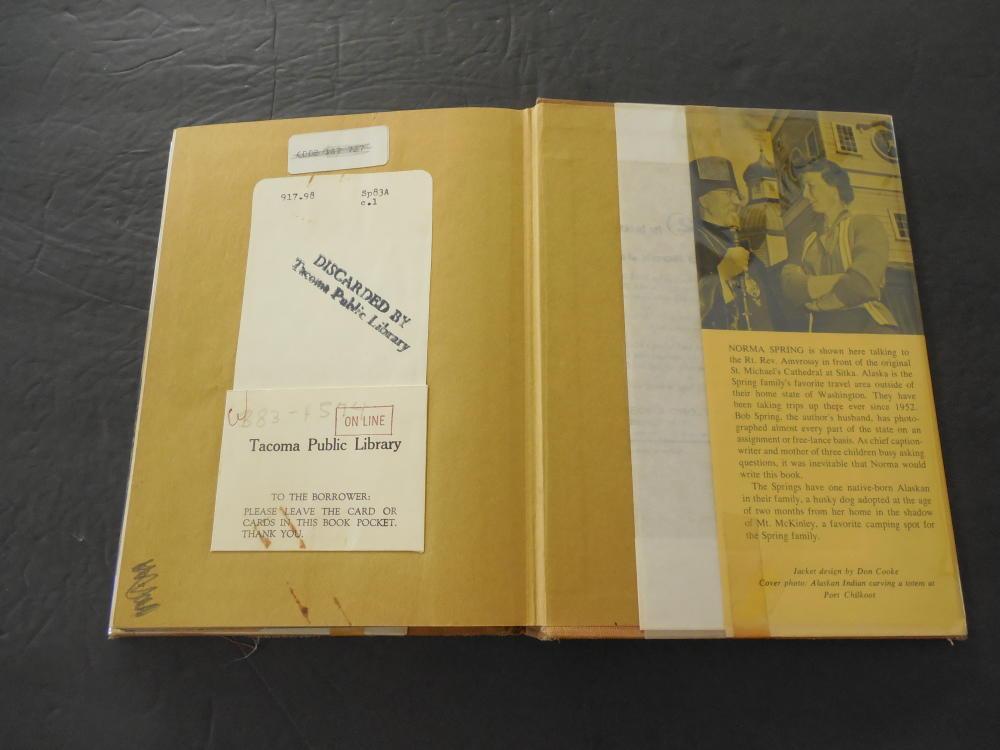 917.98 Sp83A
c.1
DISCARDED BY
Tacoma Public Library
ON LINE
Tacoma Public Library
TO THE BORROWER:
PLEASE LEAVE THE CARD OR
CARDS IN THIS BOOK POCKET.
THANK YOU.
NORMA SPRING is shown here talking to
the Rt. Rev. Amvrossy in front of the original
St. Michael's Cathedral at Sitka. Alaska is the
Spring family's favorite travel area outside of
their home state of Washington. They have
been taking trips up there ever since 1952.
Bob Spring, the author's husband, has photo-
graphed almost every part of the state on an
assignment or free-lance basis. As chief caption-
writer and mother of three children busy asking
questions, it was inevitable that Norma would
write this book.
The Springs have one native-born Alaskan
in their family, a husky dog adopted at the age
of two months from her home in the shadow
of Mt. McKinley, a favorite camping spot for
the Spring family.
Jacket design by Don Cooke
Cover photo: Alaskan Indian carving a totem at
Port Chilkoot